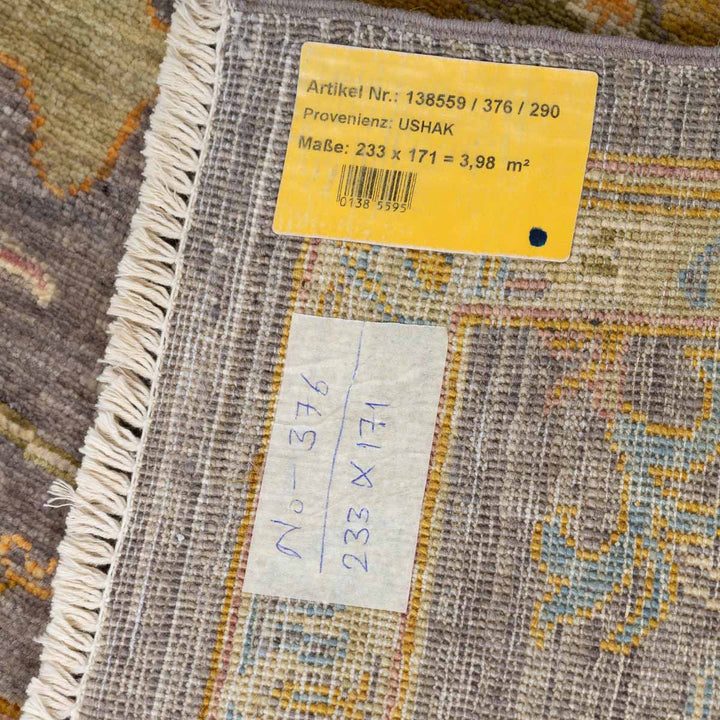 Artikel Nr.: 138559 / 376 / 290
Provenienz: USHAK
Maße: 233 x 171 = 3,98 m²
0138 5595
No-376
233 X 171